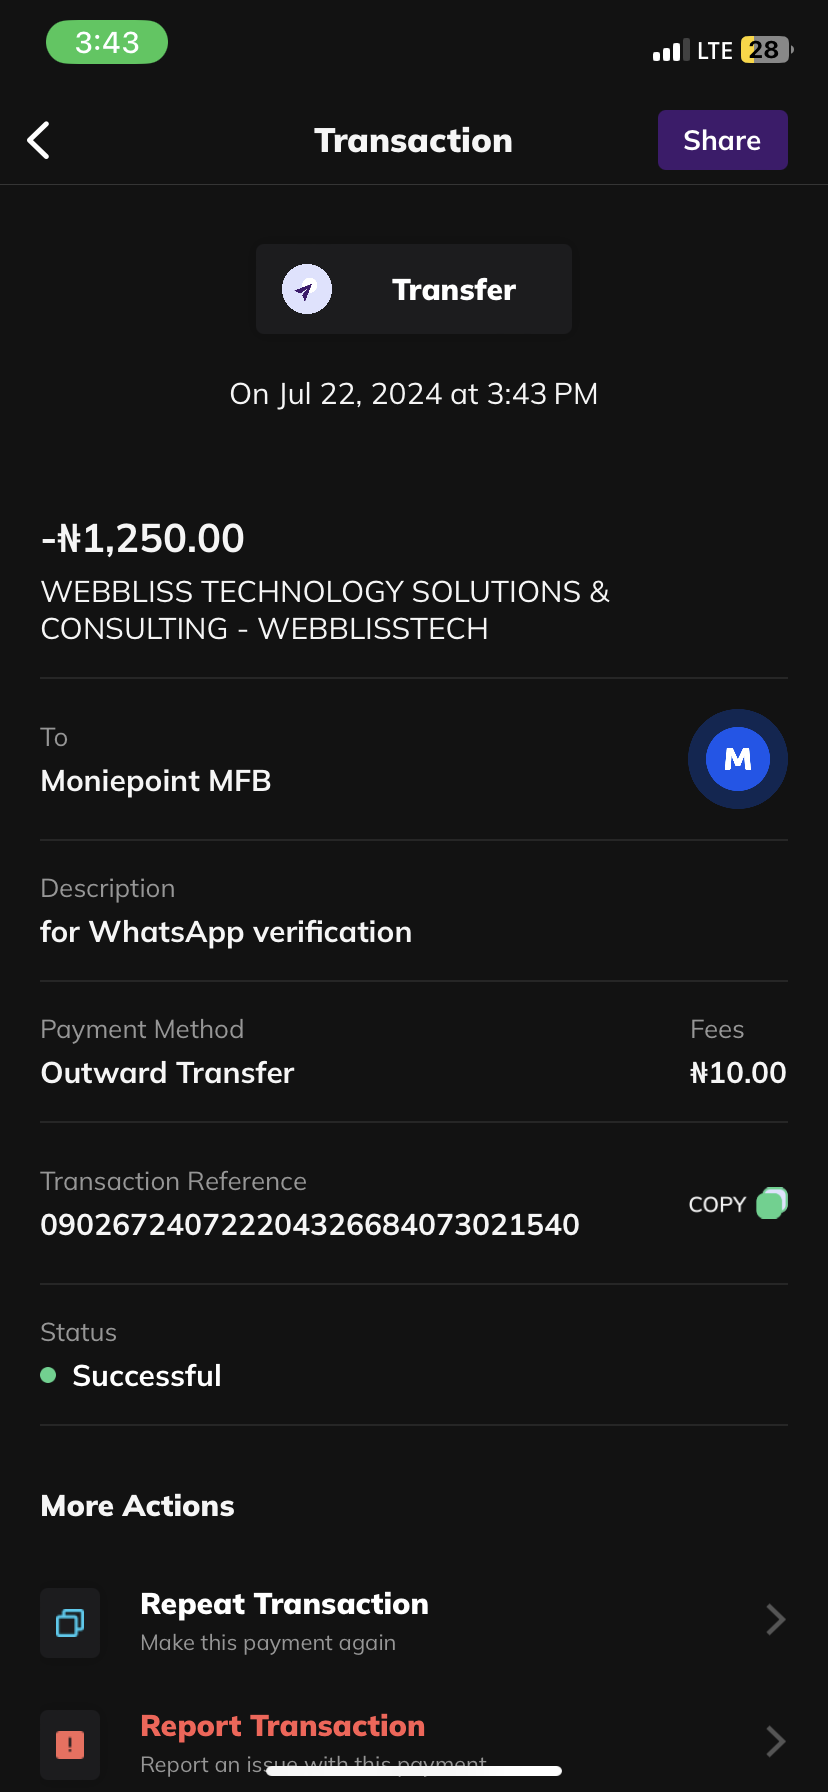 3:43
LTE 28
Transaction
Share
Transfer
On Jul 22, 2024 at 3:43 PM
-₦1,250.00
WEBBLISS TECHNOLOGY SOLUTIONS &
CONSULTING - WEBBLISSTECH
To
Moniepoint MFB
M
Description
for WhatsApp verification
Payment Method
Fees
Outward Transfer
₦10.00
Transaction Reference
090267240722204326684073021540
COPY
Status
Successful
More Actions
Repeat Transaction
Make this payment again
Report Transaction
Report an issue with this payment